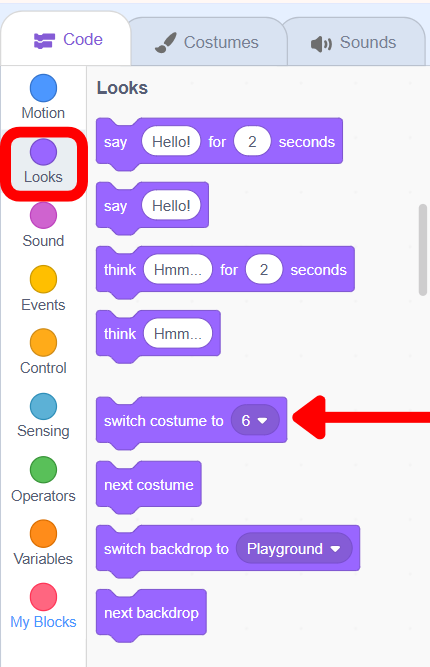 Code Costumes Sounds
Motion
Looks
Sound
Events
Control
Sensing
Operators
Variables
My Blocks
Looks
say Hello! for 2 seconds
say Hello!
think Hmm... for 2 seconds
think Hmm...
switch costume to 6
next costume
switch backdrop to Playground
next backdrop